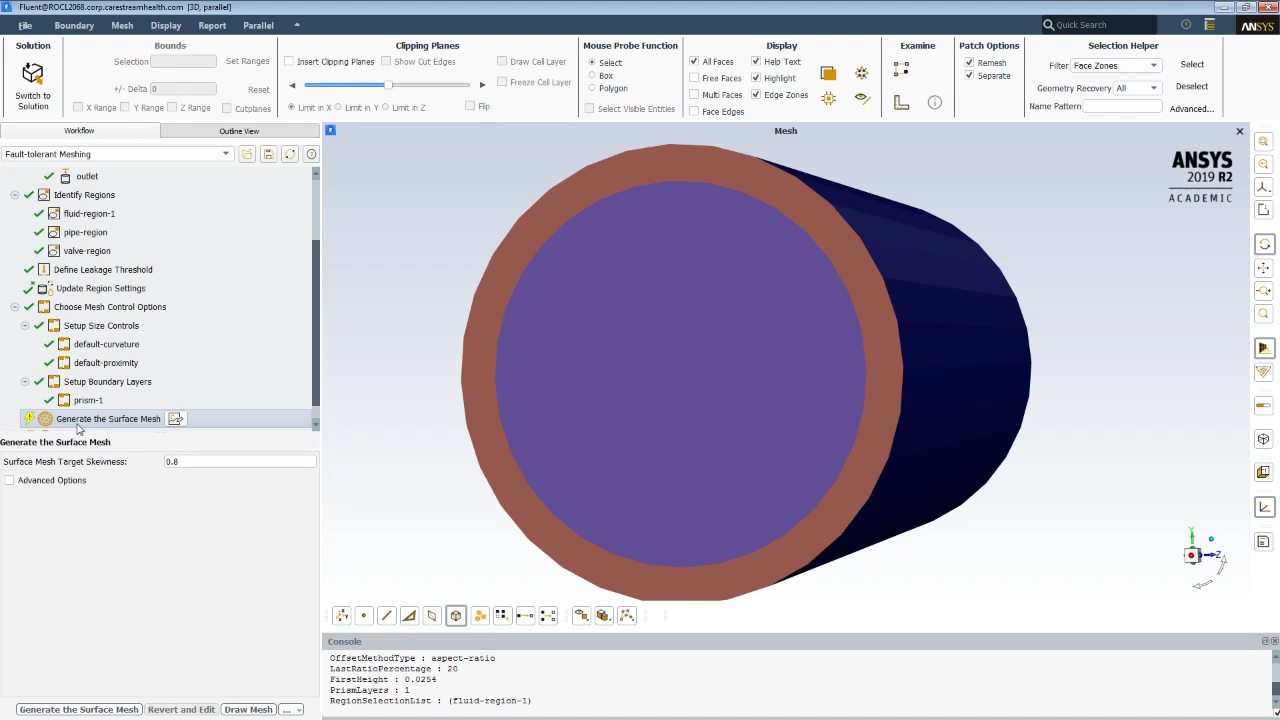 Fluent@ROCL2068.corp.carestreamhealth.com [3D, parallel]
File Boundary Mesh Display Report Parallel Quick Search ANSYS
Solution Bounds Clipping Planes Mouse Probe Function Display Examine Patch Options Selection Helper
Switch to Solution
Selection Set Ranges
+/- Delta 0 Reset
X Range Y Range Z Range Cutplanes
Insert Clipping Planes Show Cut Edges Draw Cell Layer
Freeze Cell Layer
Limit in X Limit in Y Limit in Z Flip
Select
Box
Polygon
Select Visible Entities
All Faces Help Text
Free Faces Highlight
Multi Faces Edge Zones
Face Edges
Remesh
Separate
Filter Face Zones Select
Geometry Recovery All Deselect
Name Pattern Advanced...
Workflow Outline View
Mesh
Fault-tolerant Meshing
outlet
Identify Regions
fluid-region-1
pipe-region
valve-region
Define Leakage Threshold
Update Region Settings
Choose Mesh Control Options
Setup Size Controls
default-curvature
default-proximity
Setup Boundary Layers
prism-1
Generate the Surface Mesh
Generate the Surface Mesh
Surface Mesh Target Skewness: 0.8
Advanced Options
Generate the Surface Mesh Revert and Edit Draw Mesh ...
ANSYS
2019 R2
ACADEMIC
Y
Z
Console
OffsetMethodType : aspect-ratio
LastRatioPercentage : 20
FirstHeight : 0.0254
PrismLayers : 1
RegionSelectionList : (fluid-region-1)